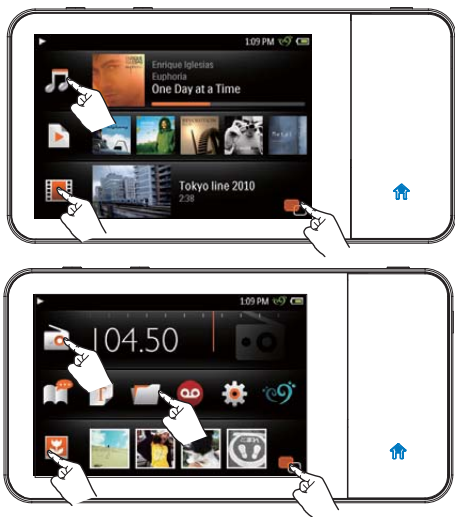 1:09 PM
Enrique Iglesias
Euphoria
One Day at a Time
Tokyo line 2010
2:38
1:09 PM
104.50
T